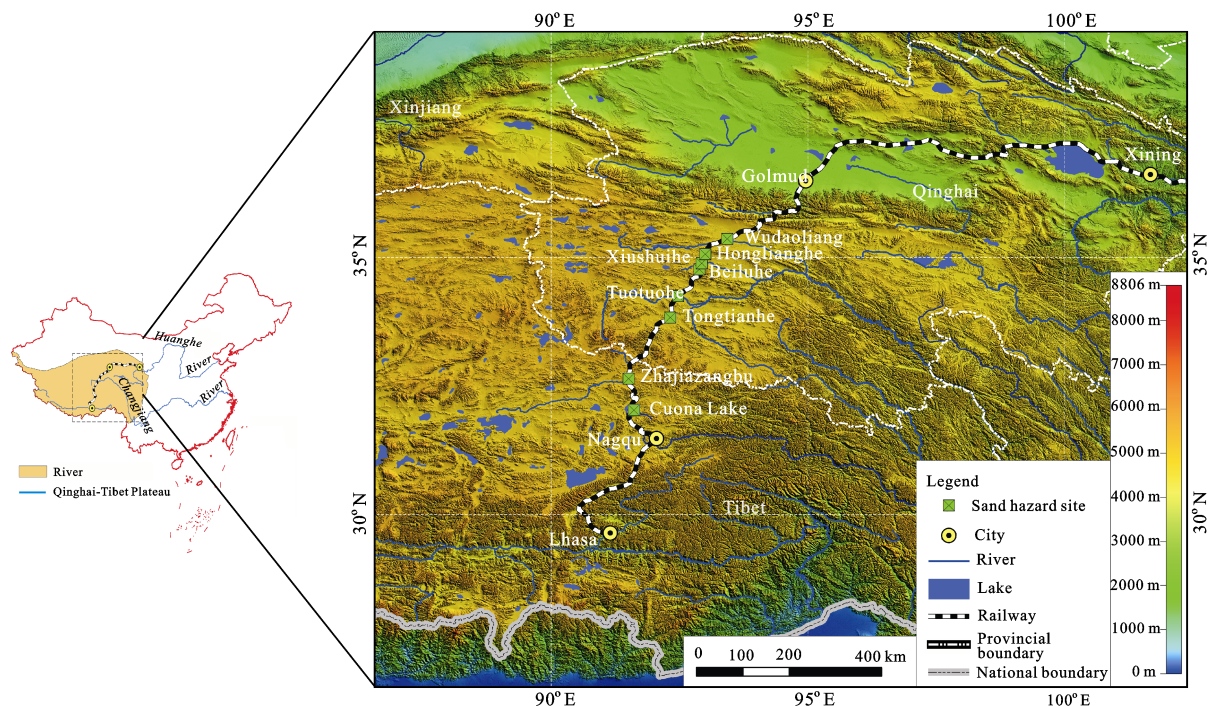 90° E 95° E 100° E
Xinjiang
Xining
Golmud
Qinghai
35° N
35° N
Wudaoliang
Xiushuihe
Honglianghe
Beiluhe
Tuotuohe
Tongtianhe
Zhajiazanghu
Cuona Lake
Nagqu
Tibet
Lhasa
30° N
30° N
Huanghe
River
Changjiang
River
River
Qinghai-Tibet Plateau
8806 m
8000 m
7000 m
6000 m
5000 m
4000 m
3000 m
2000 m
1000 m
0 m
Legend
Sand hazard site
City
River
Lake
Railway
Provincial
boundary
National boundary
0 100 200 400 km
90° E 95° E 100° E